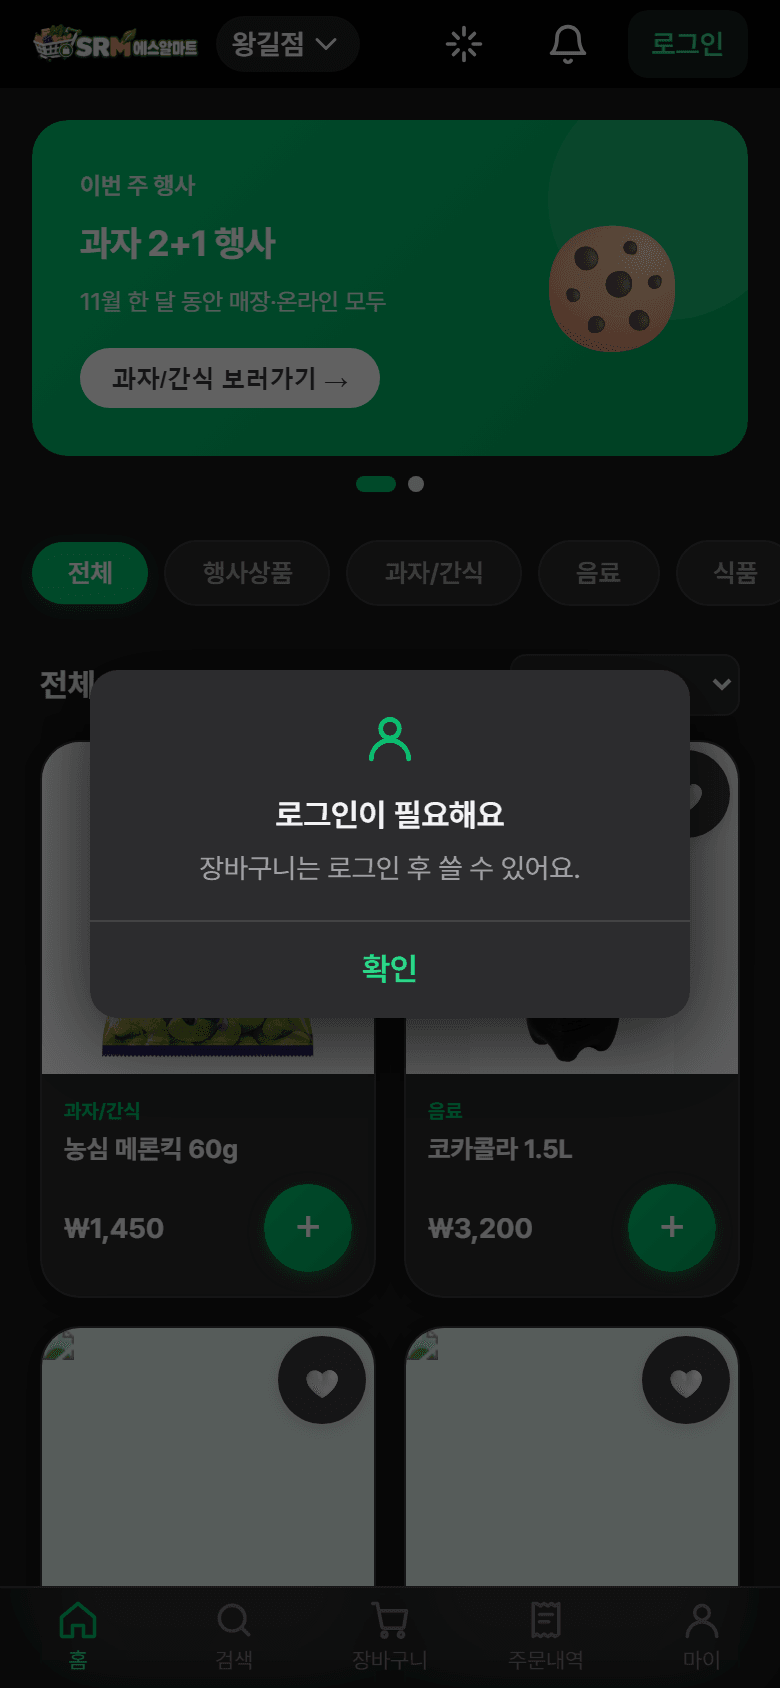 SRM 에스알마트
왕길점
로그인
이번 주 행사
과자 2+1 행사
11월 한 달 동안 매장·온라인 모두
과자/간식 보러가기 →
전체
행사상품
과자/간식
음료
식품
전체
로그인이 필요해요
장바구니는 로그인 후 쓸 수 있어요.
확인
과자/간식
농심 메론킥 60g
₩1,450
+
음료
코카콜라 1.5L
₩3,200
+
홈
검색
장바구니
주문내역
마이